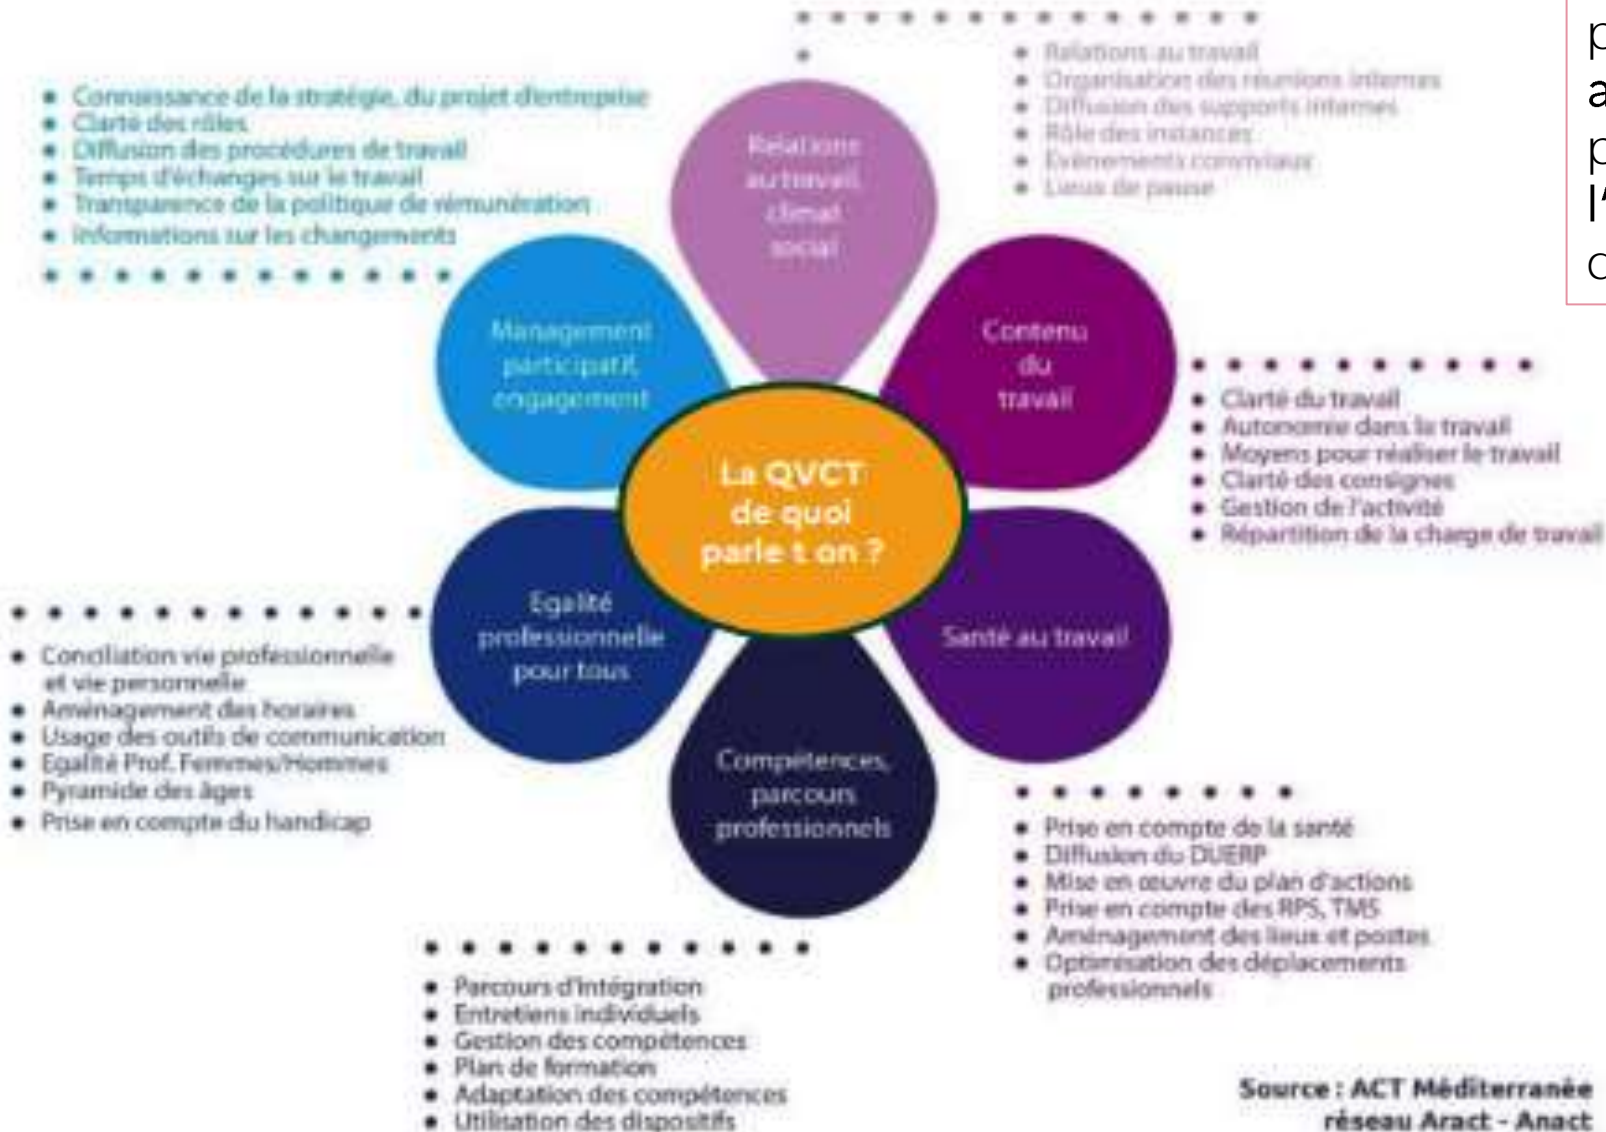 Relations au travail
Organisation des réunions internes
Diffusion des supports internes
Rôle des instances
Evènements conviviaux
Lieux de pause
Connaissance de la stratégie, du projet d'entreprise
Clarté des rôles
Diffusion des procédures de travail
Temps d'échanges sur le travail
Transparence de la politique de rémunération
Informations sur les changements
Relations
au travail,
climat
social
Management
participatif,
engagement
Contenu
du
travail
Clarté du travail
Autonomie dans le travail
Moyens pour réaliser le travail
Clarté des consignes
Gestion de l'activité
Répartition de la charge de travail
La QVCT
de quoi
parle t on ?
Egalité
professionnelle
pour tous
Santé au travail
Conciliation vie professionnelle
et vie personnelle
Aménagement des horaires
Usage des outils de communication
Egalité Prof. Femmes/Hommes
Pyramide des âges
Prise en compte du handicap
Compétences,
parcours
professionnels
Prise en compte de la santé
Diffusion du DUERP
Mise en œuvre du plan d'actions
Prise en compte des RPS, TMS
Aménagement des lieux et postes
Optimisation des déplacements
professionnels
Parcours d'Intégration
Entretiens individuels
Gestion des compétences
Plan de formation
Adaptation des compétences
Utilisation des dispositifs
Source : ACT Méditerranée
réseau Aract - Anact